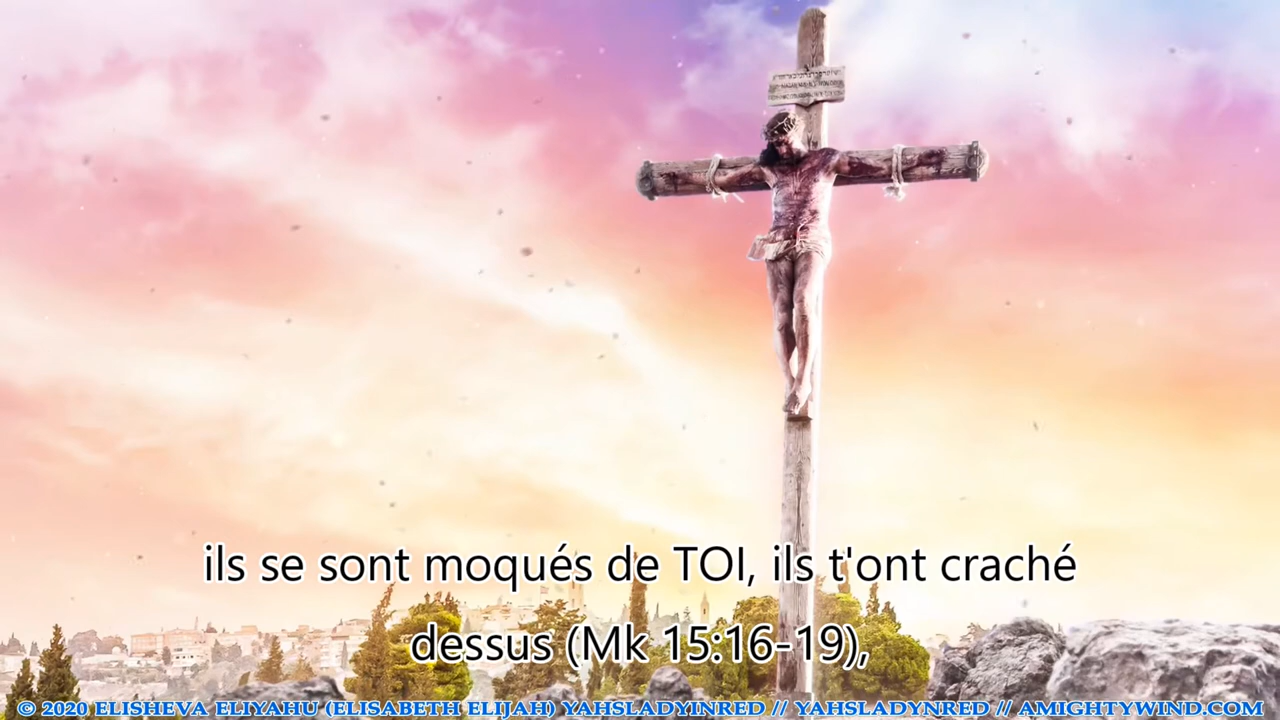 ils se sont moqués de TOI, ils t'ont craché
dessus (Mk 15:16-19),
© 2020 ELISHEVA ELIYAHU (ELISABETH ELIJAH) YAHSLADYINRED // YAHSLADYNRED // AMIGHTYWIND.COM